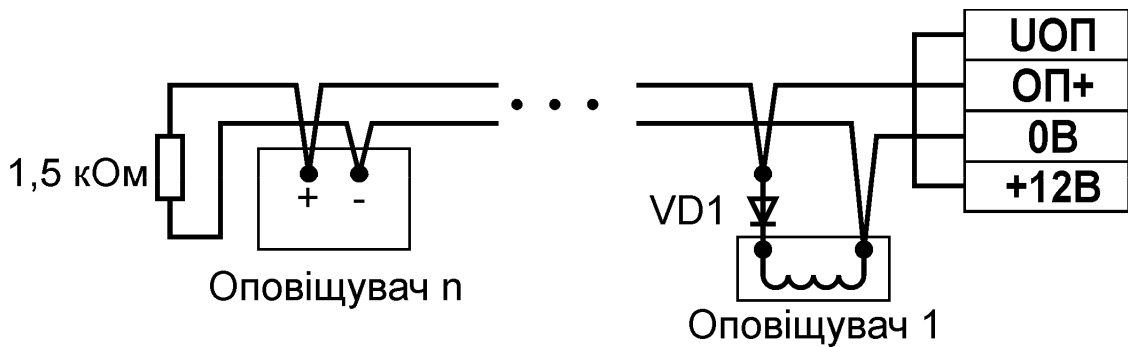 UОП
ОП+
0В
+12В
1,5 кОм
+ -
Оповіщувач n
VD1
Оповіщувач 1